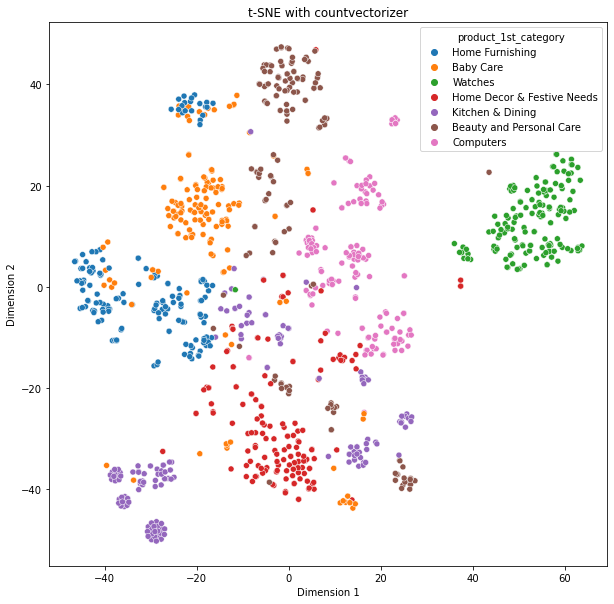 t-SNE with countvectorizer
product_1st_category
Home Furnishing
Baby Care
Watches
Home Decor & Festive Needs
Kitchen & Dining
Beauty and Personal Care
Computers
Dimension 2
40
20
0
−20
−40
−40 −20 0 20 40 60
Dimension 1